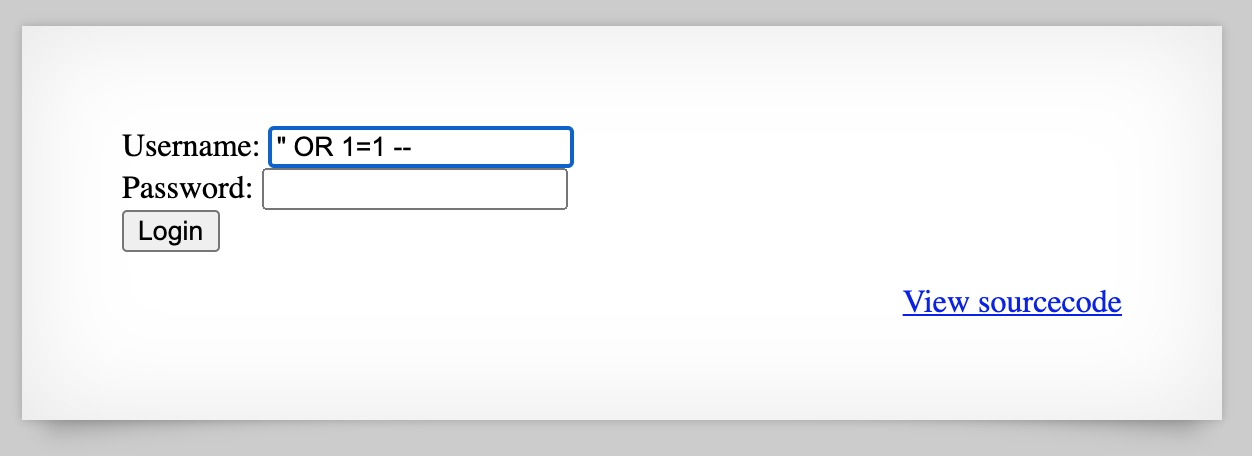 Username: " OR 1=1 --
Password:
Login
View sourcecode